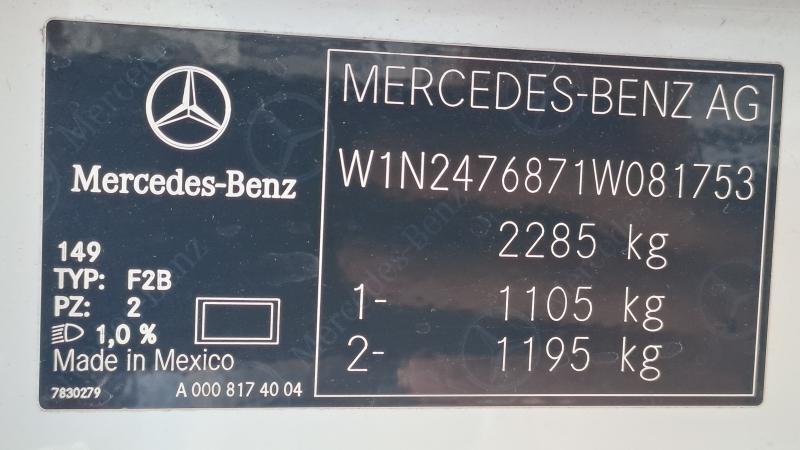 Mercedes-Benz
149
TYP: F2B
PZ: 2
1,0 %
Made in Mexico
7830279 A 000 817 40 04
MERCEDES-BENZ AG
W1N2476871W081753
2285 kg
1- 1105 kg
2- 1195 kg